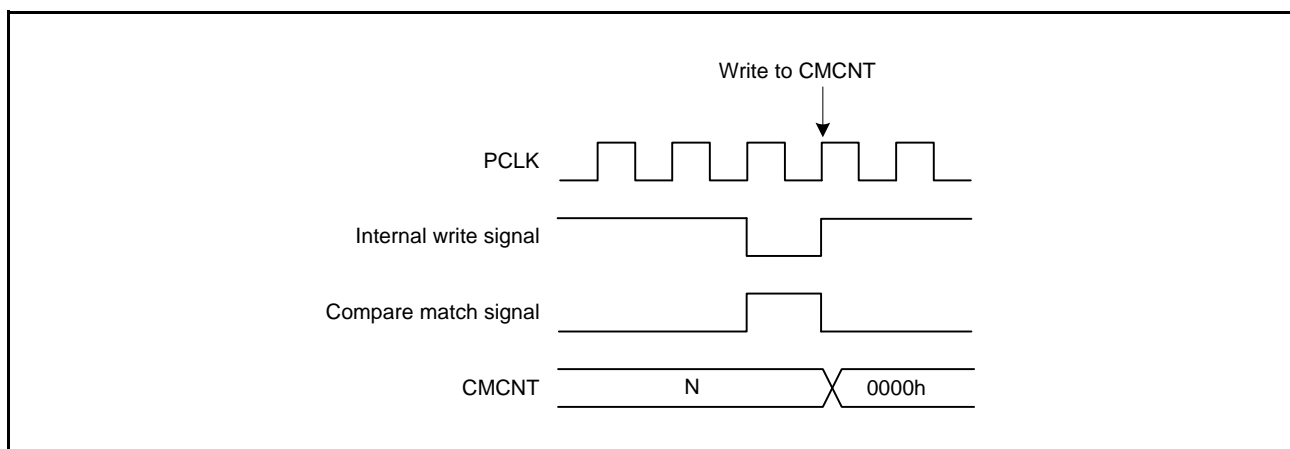 Write to CMCNT
PCLK
Internal write signal
Compare match signal
CMCNT
N
0000h